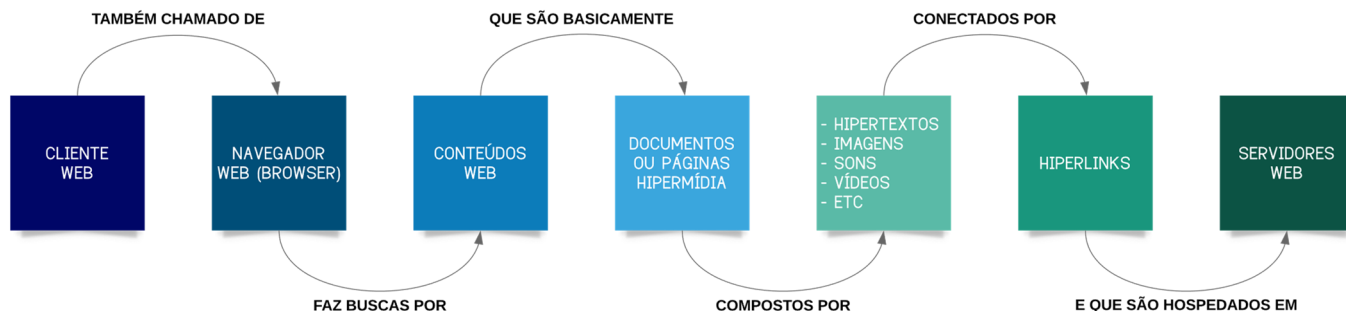 TAMBÉM CHAMADO DE
QUE SÃO BASICAMENTE
CONECTADOS POR
CLIENTE
WEB
NAVEGADOR
WEB (BROWSER)
CONTEÚDOS
WEB
DOCUMENTOS
OU PÁGINAS
HIPERMÍDIA
- HIPERTEXTOS
- IMAGENS
- SONS
- VÍDEOS
- ETC
HIPERLINKS
SERVIDORES
WEB
FAZ BUSCAS POR
COMPOSTOS POR
E QUE SÃO HOSPEDADOS EM